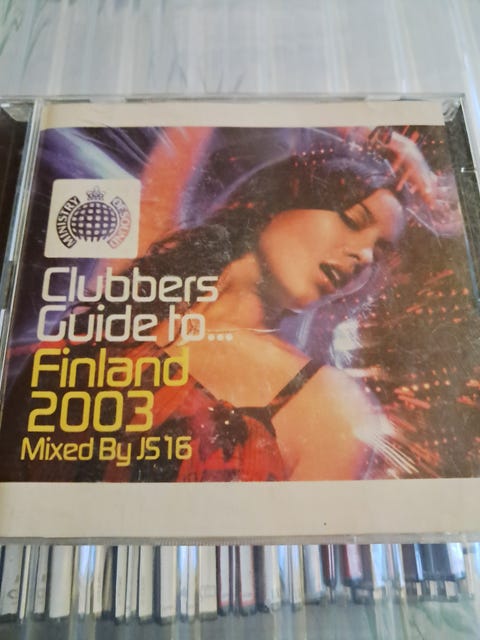 MINISTRY OF SOUND
Clubbers
Guide to...
Finland
2003
Mixed By JS16